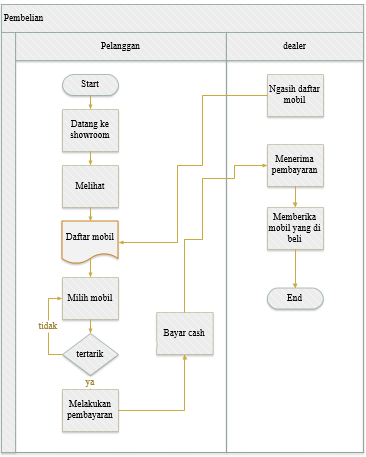 Pembelian
Pelanggan
dealer
Start
Datang ke
showroom
Melihat
Daftar mobil
Milih mobil
tidak
tertarik
ya
Melakukan
pembayaran
Bayar cash
Ngasih daftar
mobil
Menerima
pembayaran
Memberika
mobil yang di
beli
End